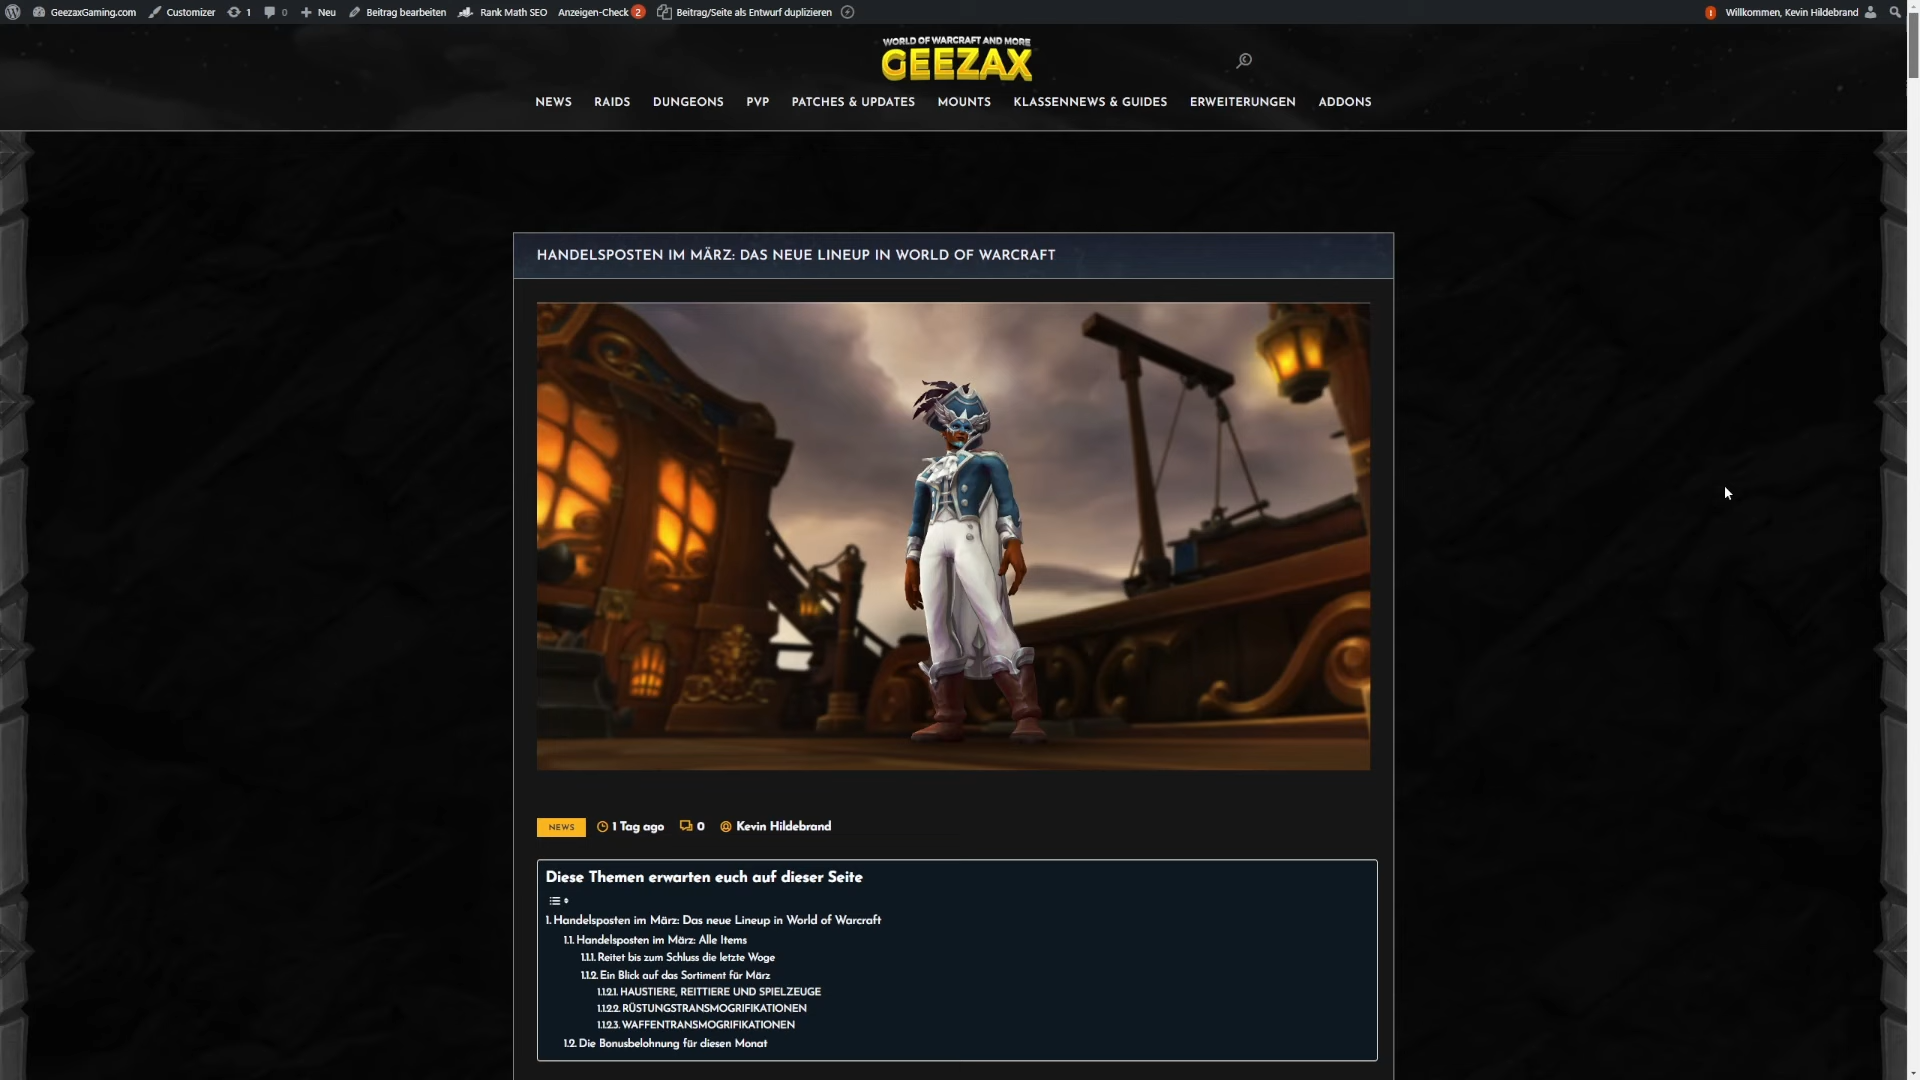 GeezaxGaming.com Customizer 1 0 Neu Beitrag bearbeiten Rank Math SEO Anzeigen-Check 2 Beitrag/Seite als Entwurf duplizieren ! Willkommen, Kevin Hildebrand
WORLD OF WARCRAFT AND MORE
GEEZAX
NEWS RAIDS DUNGEONS PVP PATCHES & UPDATES MOUNTS KLASSENNEWS & GUIDES ERWEITERUNGEN ADDONS
HANDELSPOSTEN IM MÄRZ: DAS NEUE LINEUP IN WORLD OF WARCRAFT
NEWS 1 Tag ago 0 Kevin Hildebrand
Diese Themen erwarten euch auf dieser Seite
1. Handelsposten im März: Das neue Lineup in World of Warcraft
1.1. Handelsposten im März: Alle Items
1.1.1. Reitet bis zum Schluss die letzte Woge
1.1.2. Ein Blick auf das Sortiment für März
1.1.2.1. HAUSTIERE, REITTIERE UND SPIELZEUGE
1.1.2.2. RÜSTUNGSTRANSMOGRIFIKATIONEN
1.1.2.3. WAFFENTRANSMOGRIFIKATIONEN
1.2. Die Bonusbelohnung für diesen Monat